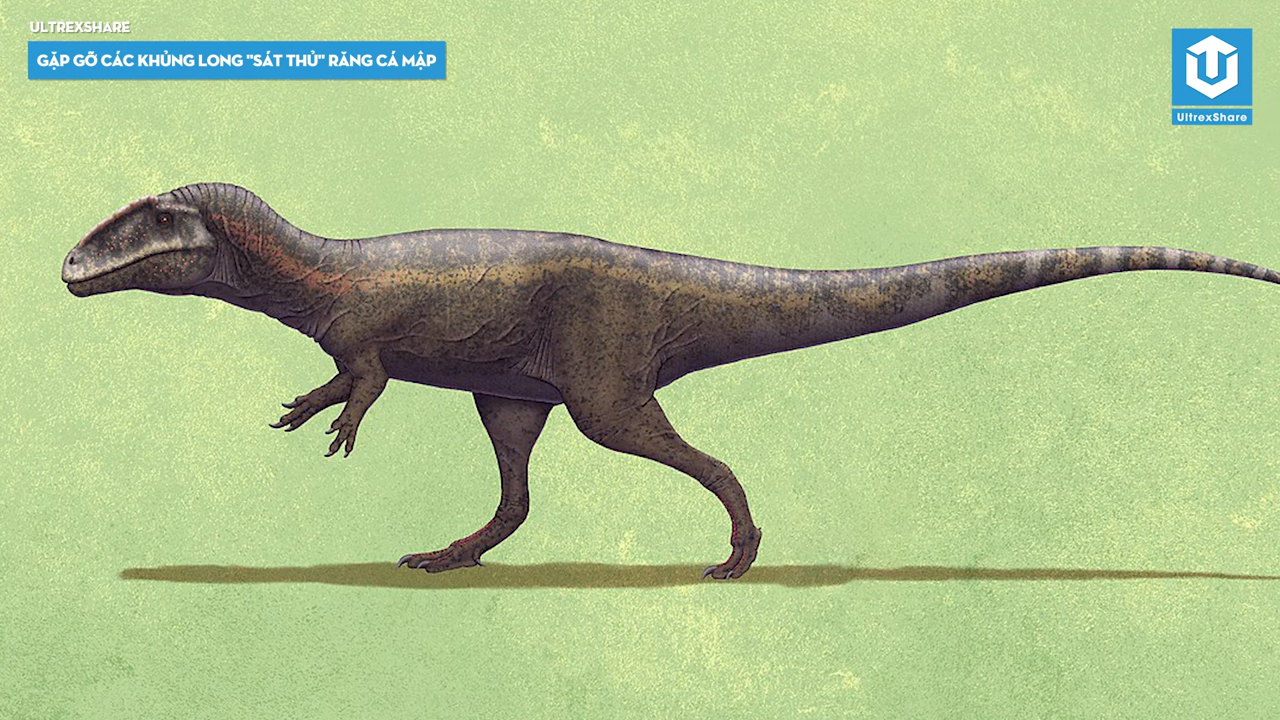 ULTREXSHARE
GẶP GỠ CÁC KHỦNG LONG "SÁT THỦ" RĂNG CÁ MẬP
UltrexShare